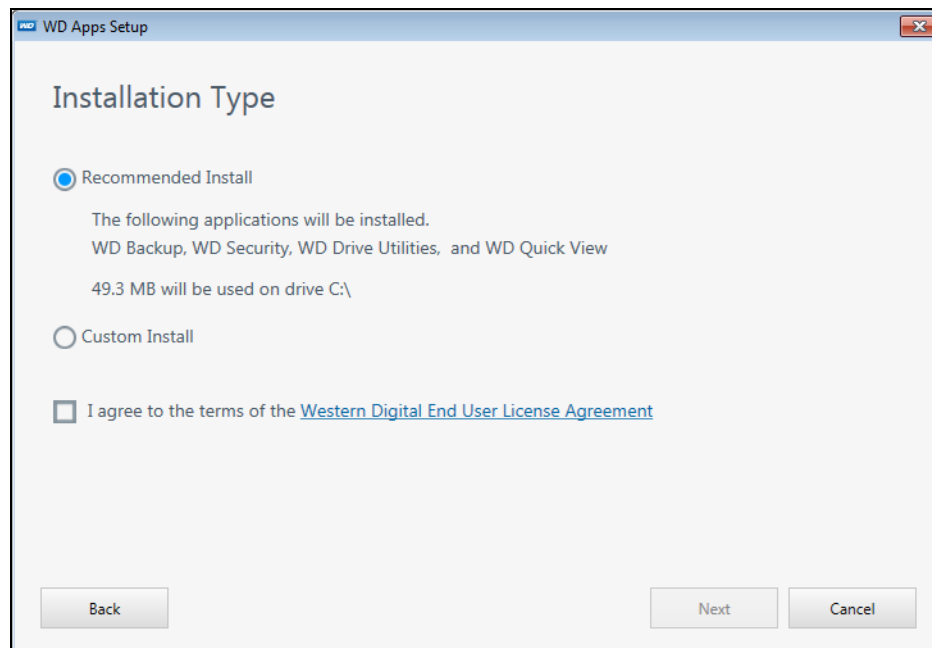 WD WD Apps Setup
Installation Type
Recommended Install
The following applications will be installed.
WD Backup, WD Security, WD Drive Utilities,  and WD Quick View
49.3 MB will be used on drive C:\
Custom Install
I agree to the terms of the Western Digital End User License Agreement
Back Next Cancel